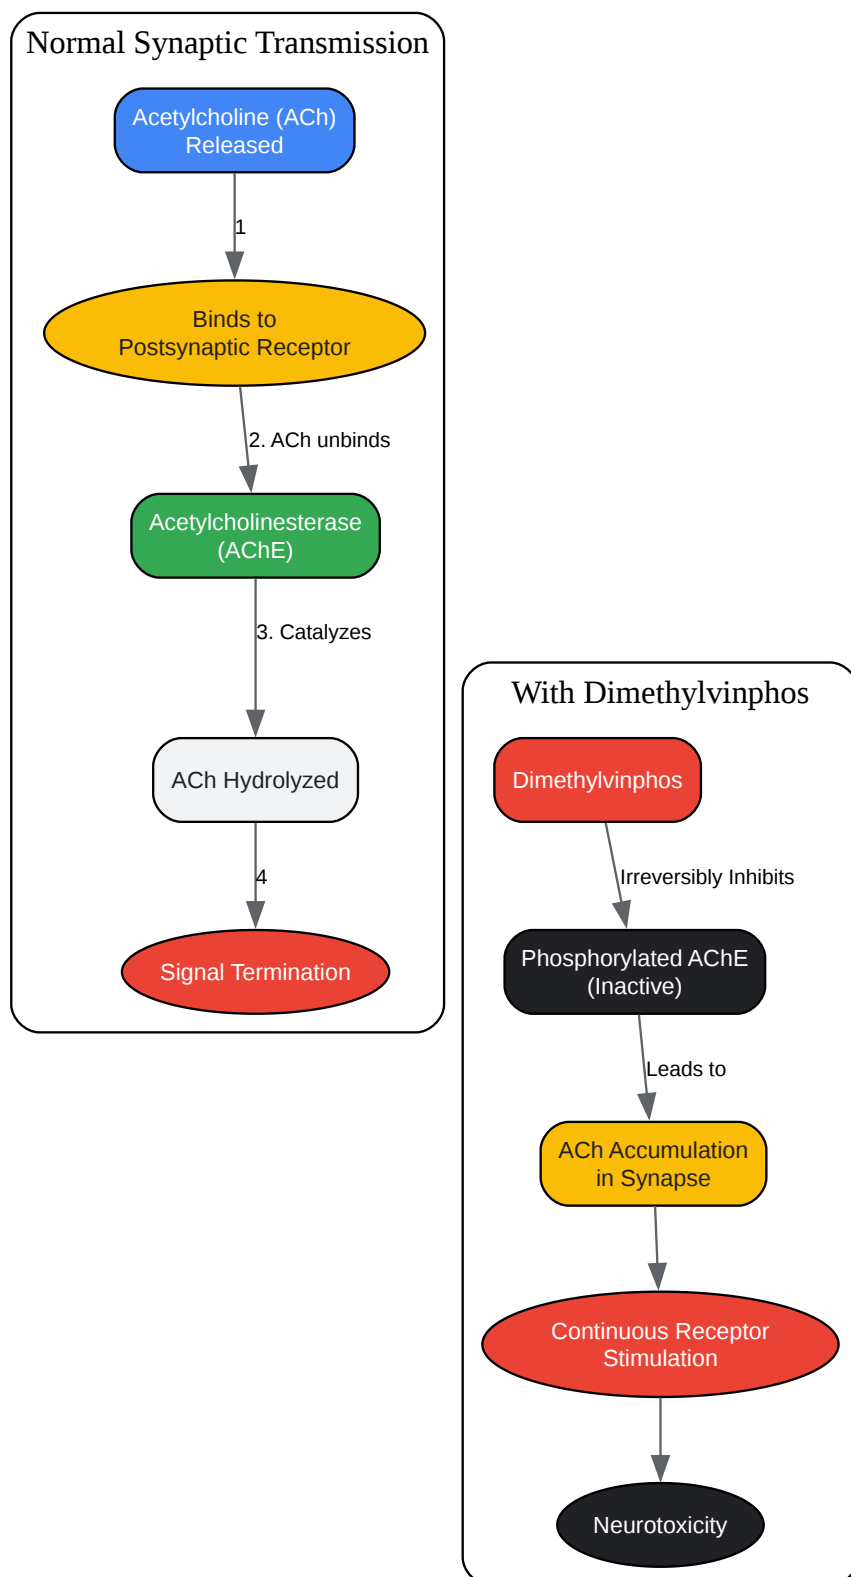 Normal Synaptic Transmission
Acetylcholine (ACh)
Released
1
Binds to
Postsynaptic Receptor
2. ACh unbinds
Acetylcholinesterase
(AChE)
3. Catalyzes
ACh Hydrolyzed
4
Signal Termination
With Dimethylvinphos
Dimethylvinphos
Irreversibly Inhibits
Phosphorylated AChE
(Inactive)
Leads to
ACh Accumulation
in Synapse
Continuous Receptor
Stimulation
Neurotoxicity